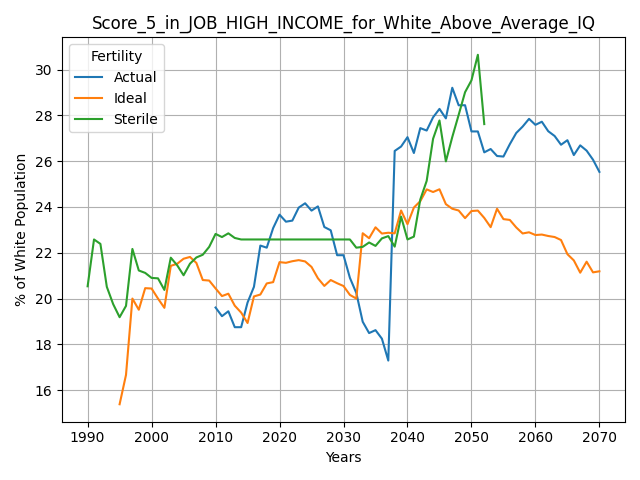 Score_5_in_JOB_HIGH_INCOME_for_White_Above_Average_IQ
Fertility
Actual
Ideal
Sterile
% of White Population
30
28
26
24
22
20
18
16
1990 2000 2010 2020 2030 2040 2050 2060 2070
Years